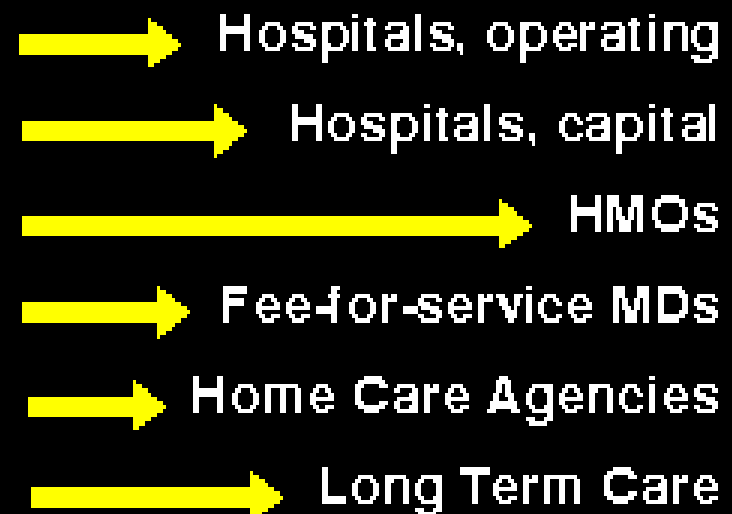 Hospitals, operating
Hospitals, capital
HMOs
Fee-for-service MDs
Home Care Agencies
Long Term Care